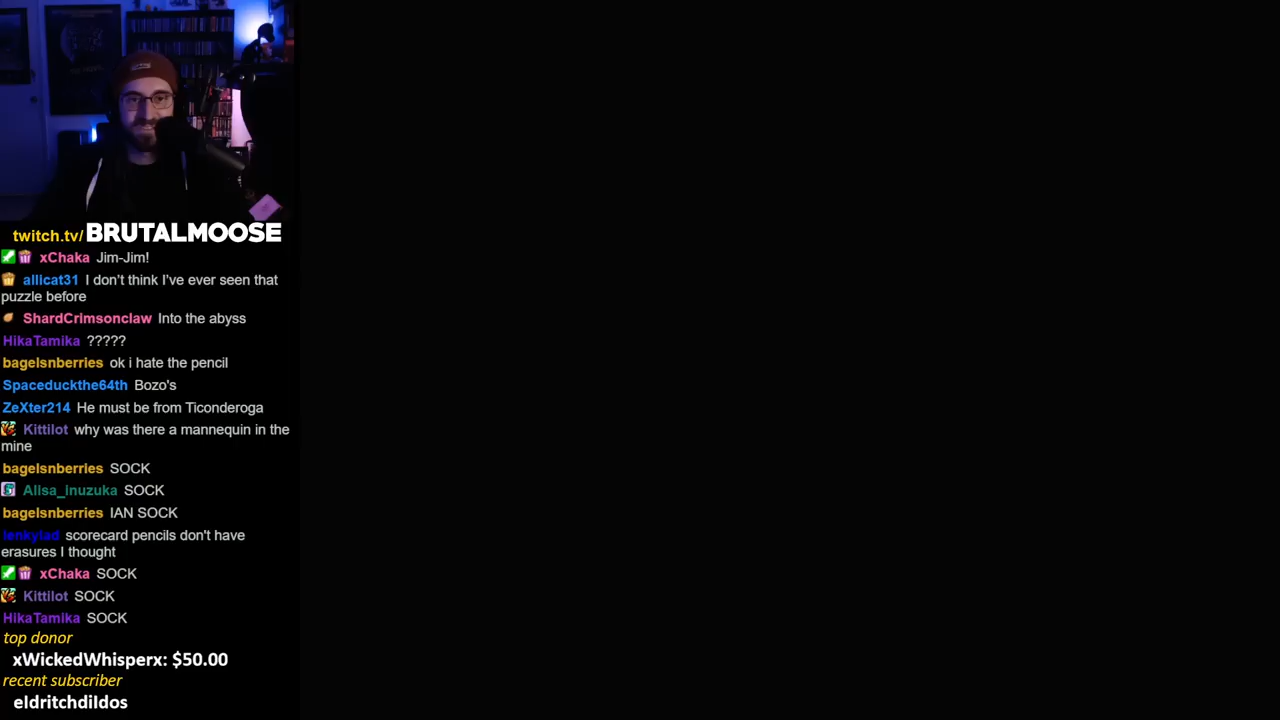 twitch.tv/BRUTALMOOSE
xChaka Jim-Jim!
allicat31 I don't think I've ever seen that
puzzle before
ShardCrimsonclaw Into the abyss
HikaTamika ?????
bagelsnberries ok i hate the pencil
Spaceduckthe64th Bozo's
ZeXter214 He must be from Ticonderoga
Kittilot why was there a mannequin in the
mine
bagelsnberries SOCK
Alisa_inuzuka SOCK
bagelsnberries IAN SOCK
lenkylad scorecard pencils don't have
erasures I thought
xChaka SOCK
Kittilot SOCK
HikaTamika SOCK
top donor
xWickedWhisperx: $50.00
recent subscriber
eldritchdildos